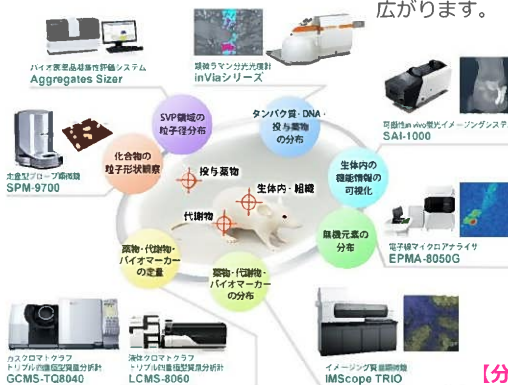 広がります。
バイオ医薬品凝集性評価システム
Aggregates Sizer
顕微ラマン分光光度計
inViaシリーズ
SVP領域の
粒子径分布
タンパク質・DNA・
投与薬物
の分布
可搬性in vivo蛍光イメージングシステム
SAI-1000
化合物の
粒子形状観察
走査型プローブ顕微鏡
SPM-9700
投与薬物
生体内・組織
代謝物
生体内の
機能情報の
可視化
無機元素の
分布
電子線マイクロアナライザ
EPMA-8050G
薬物・代謝物・
バイオマーカー
の定量
薬物・代謝物・
バイオマーカー
の分布
ガスクロマトグラフ
トリプル四重極型質量分析計
GCMS-TQ8040
液体クロマトグラフ
トリプル四重極型質量分析計
LCMS-8060
イメージング質量顕微鏡
IMScope TRIO
【分